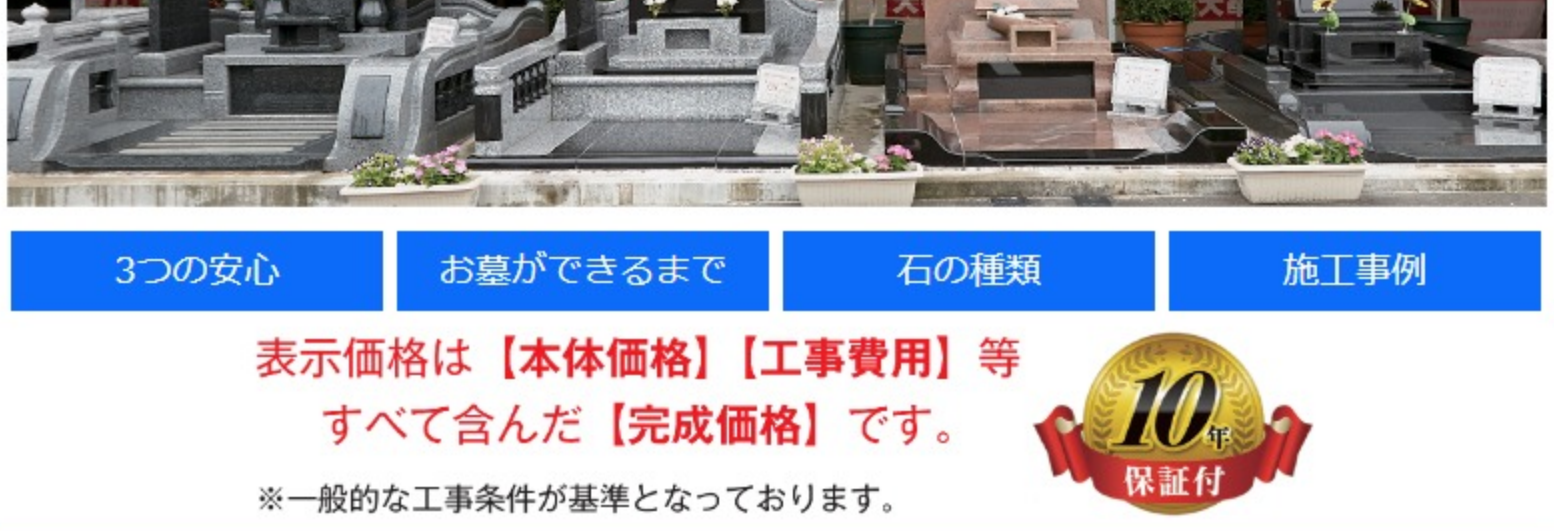 3つの安心
お墓ができるまで
石の種類
施工事例
表示価格は【本体価格】【工事費用】等
すべて含んだ【完成価格】です。
※一般的な工事条件が基準となっております。
10年
保証付